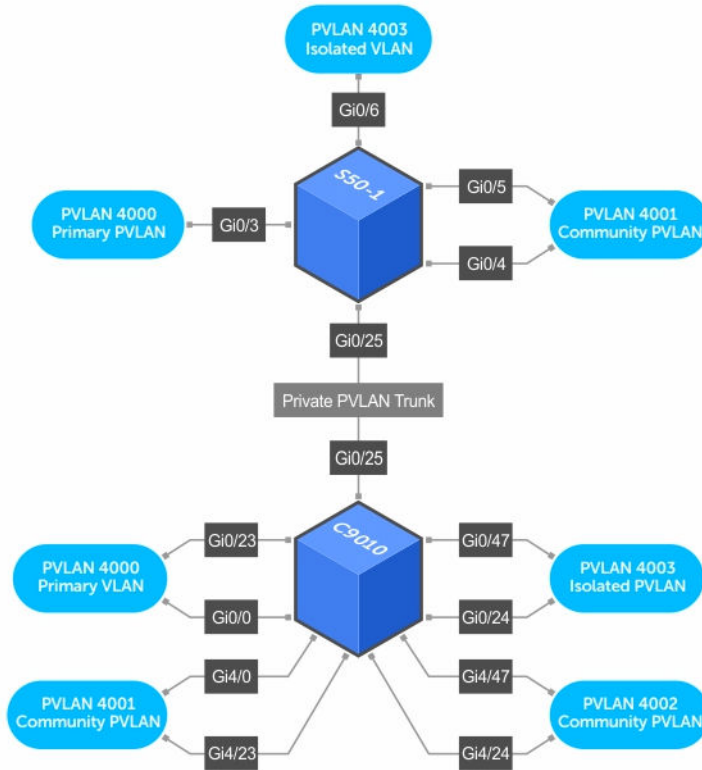 PVLAN 4003
Isolated VLAN
Gi0/6
S50-1
Gi0/5
PVLAN 4000
Primary PVLAN
Gi0/3
PVLAN 4001
Community PVLAN
Gi0/4
Gi0/25
Private PVLAN Trunk
Gi0/25
C9010
Gi0/23
Gi0/47
PVLAN 4000
Primary VLAN
PVLAN 4003
Isolated PVLAN
Gi0/0
Gi0/24
Gi4/0
Gi4/47
PVLAN 4001
Community PVLAN
PVLAN 4002
Community PVLAN
Gi4/23
Gi4/24